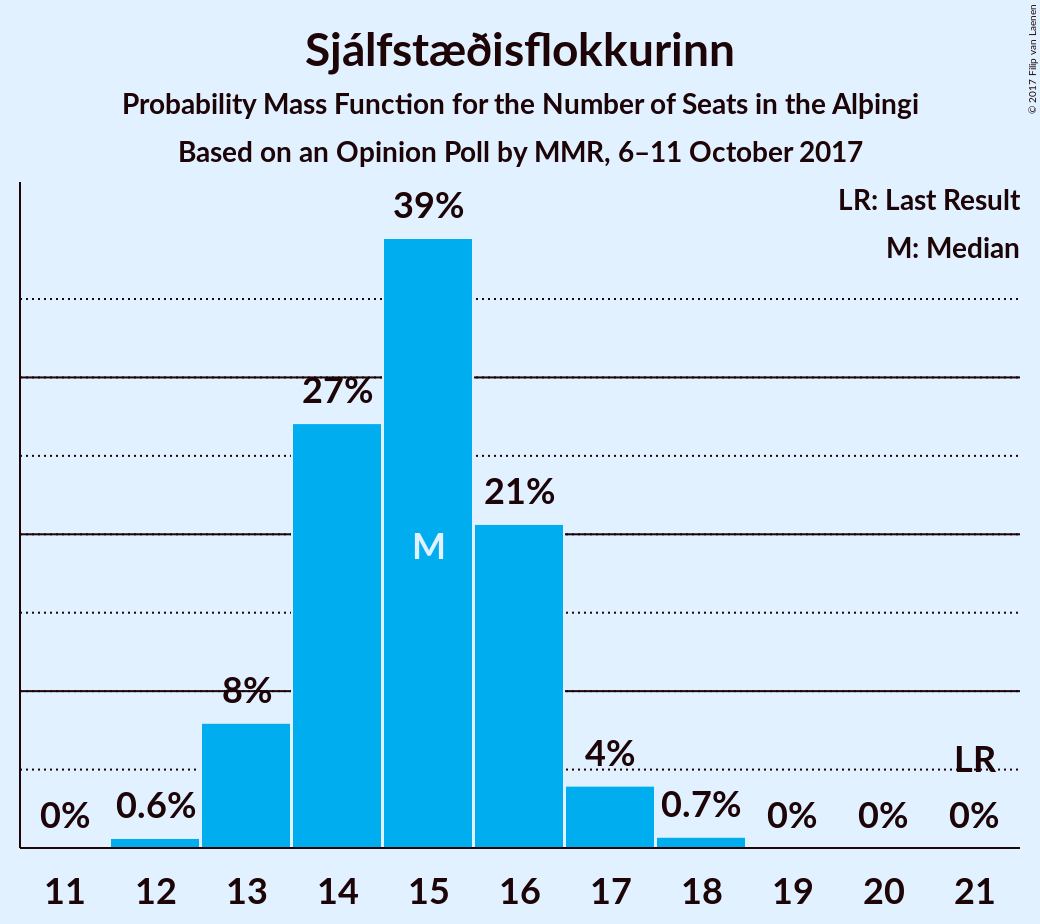 Sjálfstæðisflokkurinn
Probability Mass Function for the Number of Seats in the Alþingi
Based on an Opinion Poll by MMR, 6–11 October 2017
© 2017 Filip van Laenen
LR: Last Result
M: Median
39%
27%
21%
M
8%
4%
LR
0%
0.6%
0.7%
0%
0%
0%
11 12 13 14 15 16 17 18 19 20 21